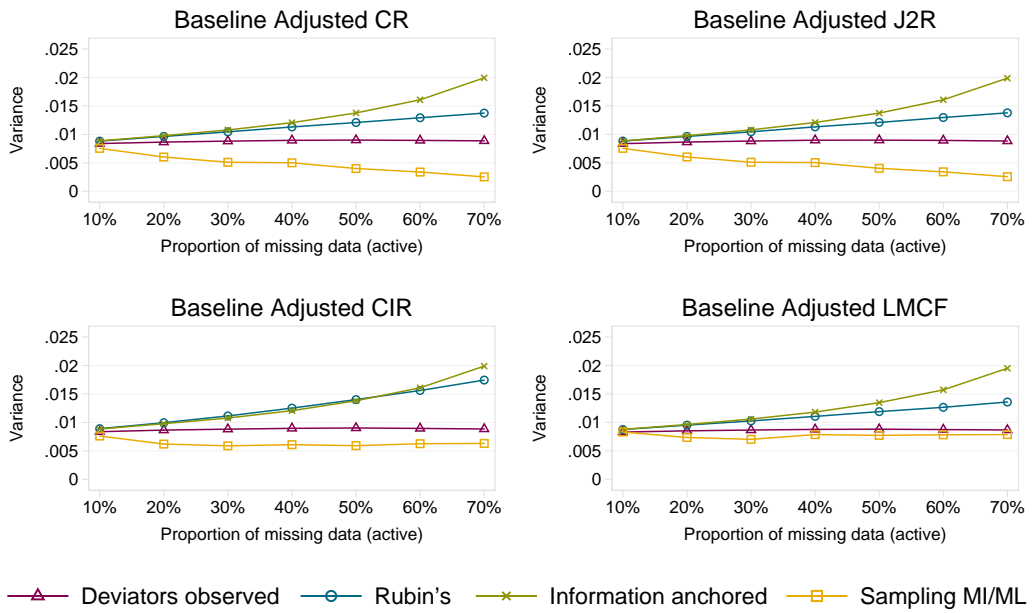 Baseline Adjusted CR
Variance
.025
.02
.015
.01
.005
0
10% 20% 30% 40% 50% 60% 70%
Proportion of missing data (active)
Baseline Adjusted J2R
Variance
.025
.02
.015
.01
.005
0
10% 20% 30% 40% 50% 60% 70%
Proportion of missing data (active)
Baseline Adjusted CIR
Variance
.025
.02
.015
.01
.005
0
10% 20% 30% 40% 50% 60% 70%
Proportion of missing data (active)
Baseline Adjusted LMCF
Variance
.025
.02
.015
.01
.005
0
10% 20% 30% 40% 50% 60% 70%
Proportion of missing data (active)
Deviators observed Rubin's Information anchored Sampling MI/ML